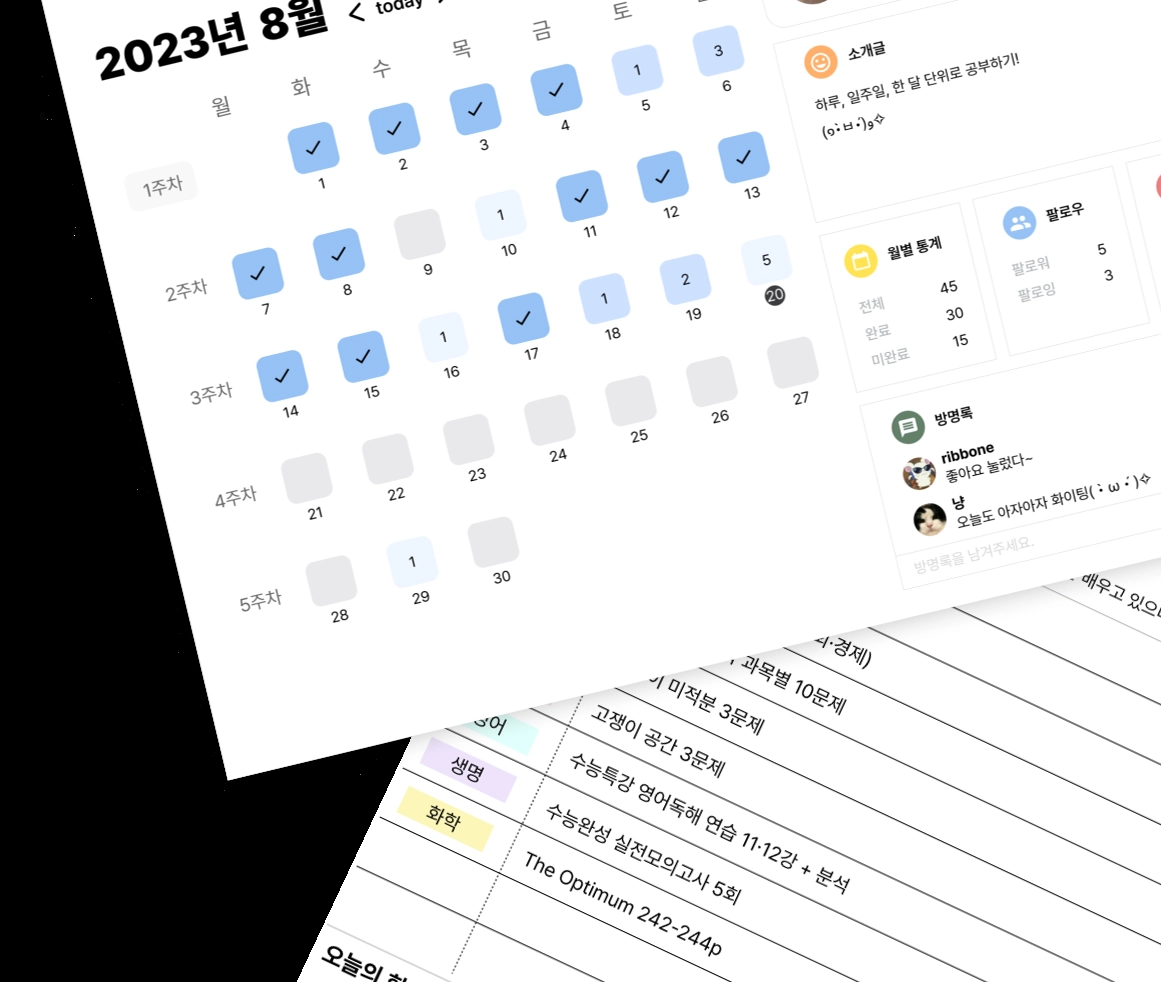 2023년 8월
today
월 화 수 목 금 토
1주차
1 3
1 2 3 4 5 6
2주차
1
7 8 9 10 11 12 13
3주차
1 1 2 5
14 15 16 17 18 19 20
4주차
21 22 23 24 25 26 27
5주차
1
28 29 30
소개글
하루, 일주일, 한 달 단위로 공부하기!
(๑•̀ㅂ•́)و✧
월별 통계
전체 45
완료 30
미완료 15
팔로우
팔로워 5
팔로잉 3
방명록
ribbone
좋아요 눌렀다~
냥
오늘도 아자아자 화이팅(•̀ω•́)✧
방명록을 남겨주세요.
배우고 있으
·경제)
과목별 10문제
미적분 3문제
고쟁이 공간 3문제
수능특강 영어독해 연습 11·12강 + 분석
생명
수능완성 실전모의고사 5회
화학
The Optimum 242-244p
오늘의